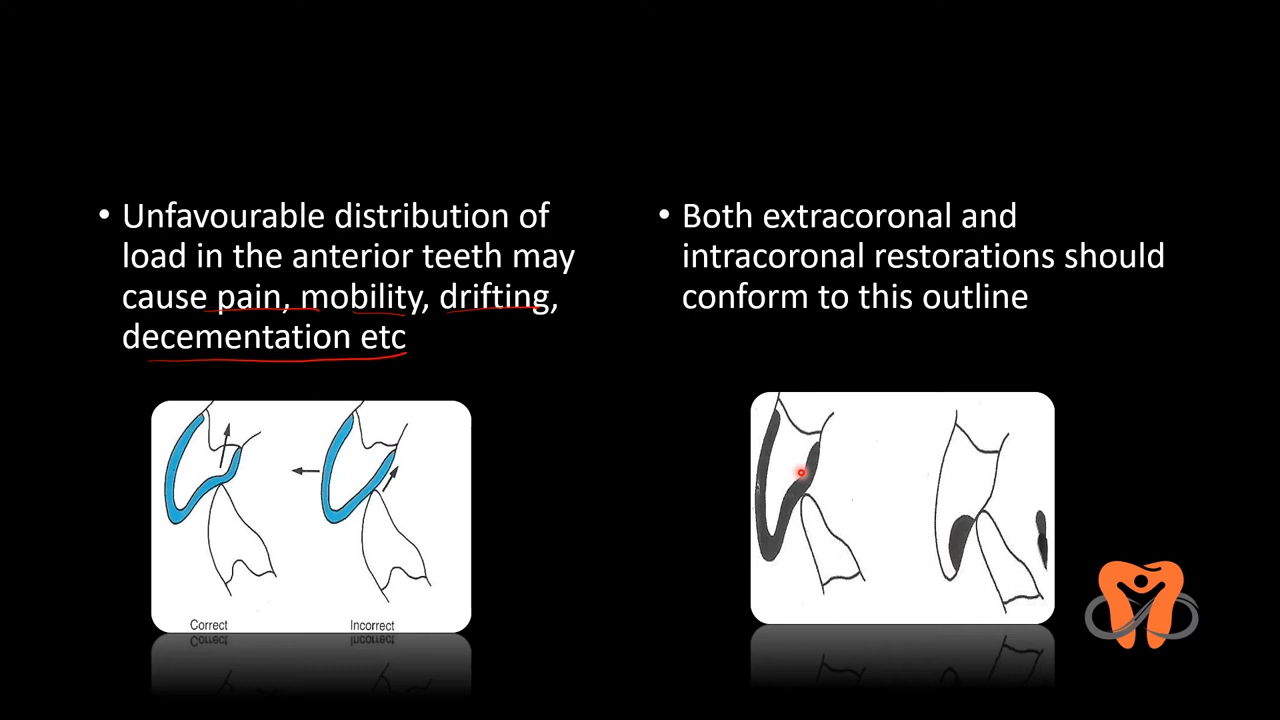 • Unfavourable distribution of
load in the anterior teeth may
cause pain, mobility, drifting,
decementation etc
• Both extracoronal and
intracoronal restorations should
conform to this outline
Correct
Incorrect